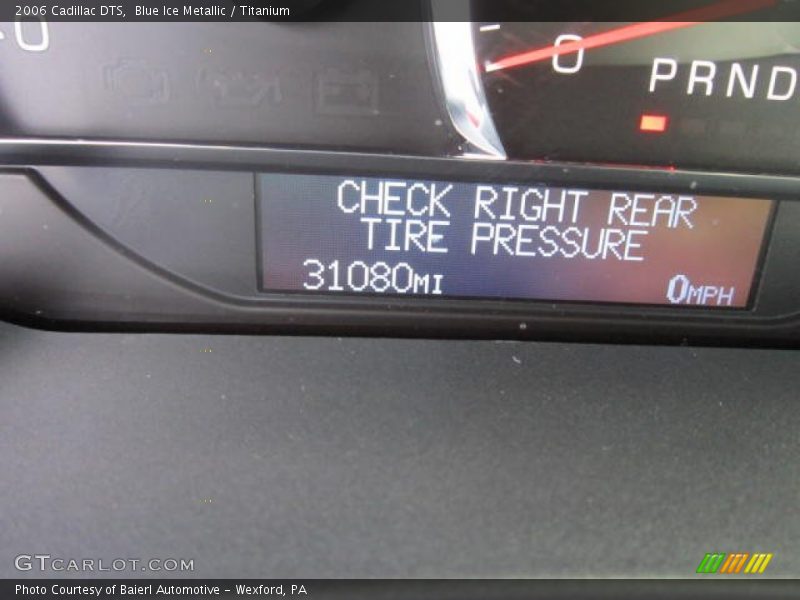 2006 Cadillac DTS, Blue Ice Metallic / Titanium
0
0
PRND
CHECK RIGHT REAR
TIRE PRESSURE
31080MI 0MPH
GTCARLOT.COM
Photo Courtesy of Baierl Automotive - Wexford, PA